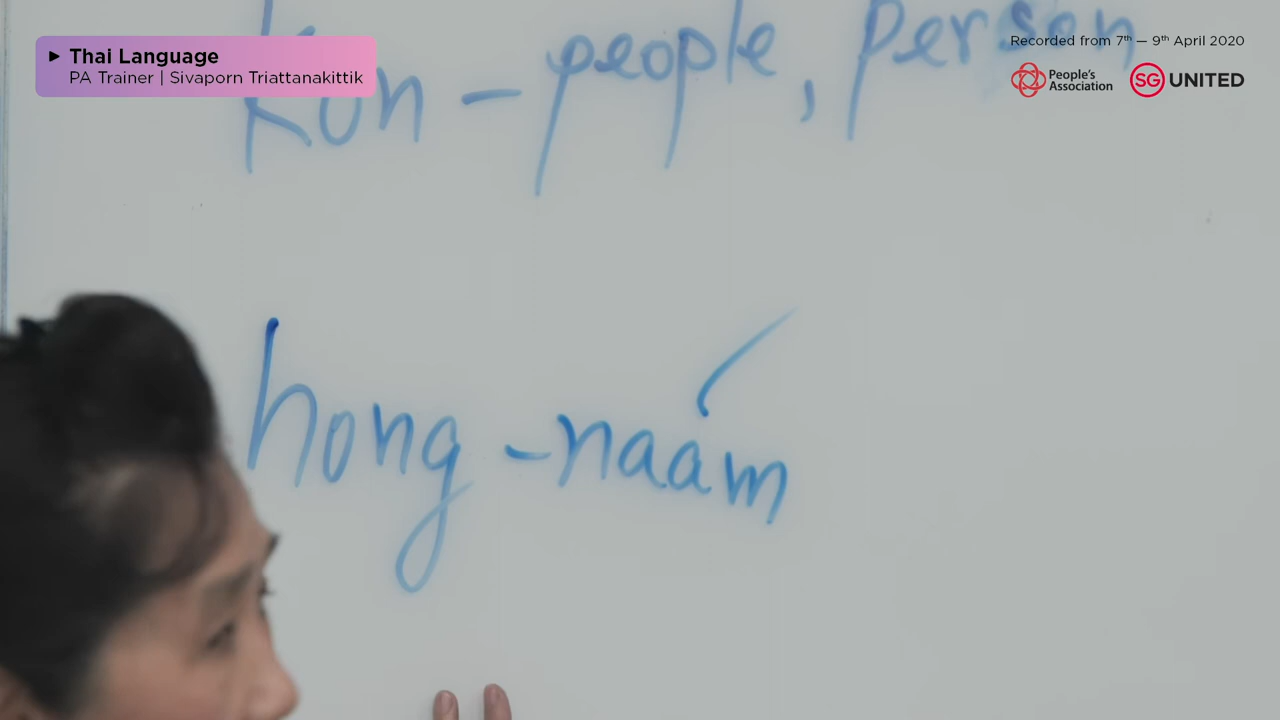 ▶ Thai Language
PA Trainer | Sivaporn Triattanakittik
Recorded from 7th — 9th April 2020
People's Association
SG UNITED
kon - people, person
hong - naám